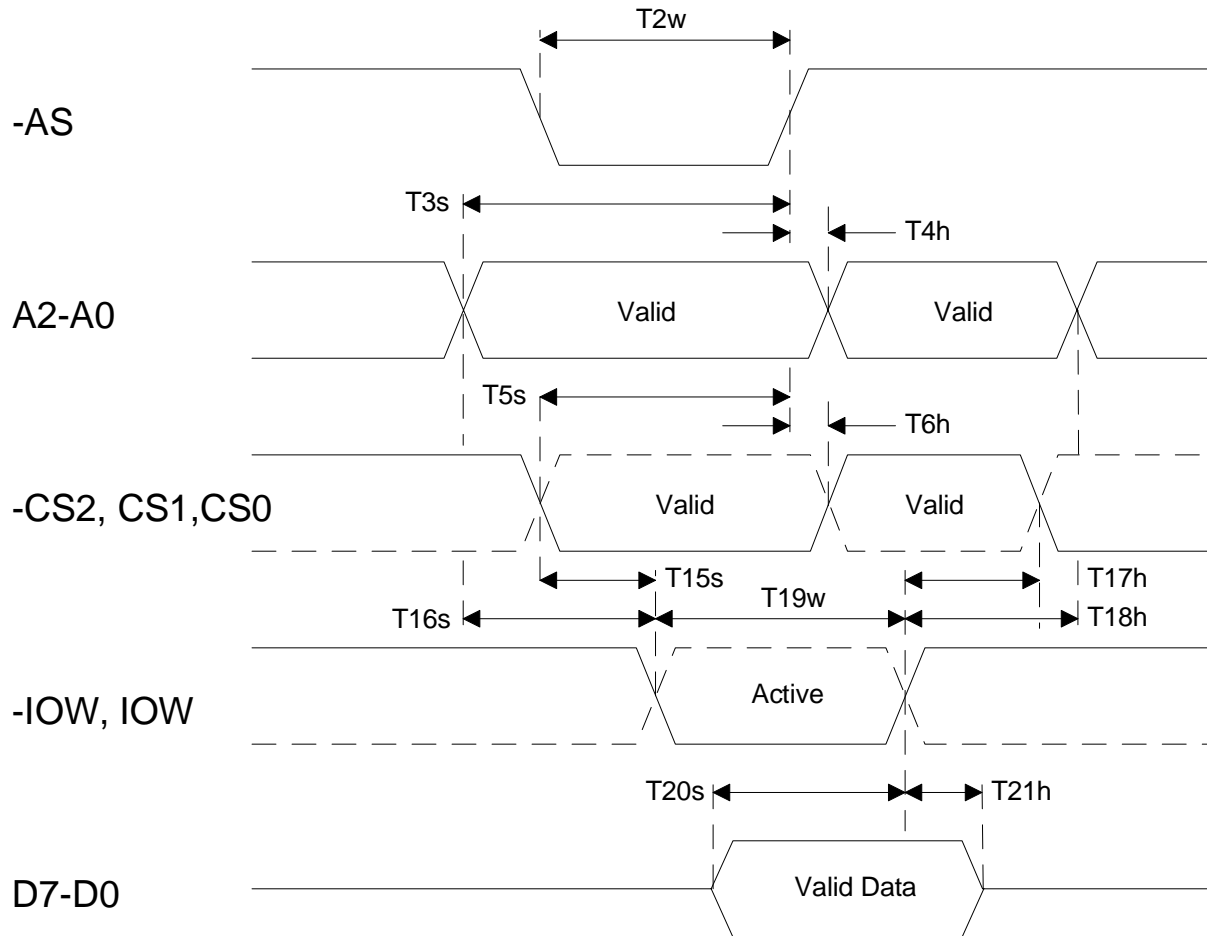 T2w
-AS
T3s
T4h
A2-A0
Valid
Valid
T5s
T6h
-CS2, CS1,CS0
Valid
Valid
T15s
T17h
T16s
T19w
T18h
-IOW, IOW
Active
T20s
T21h
D7-D0
Valid Data